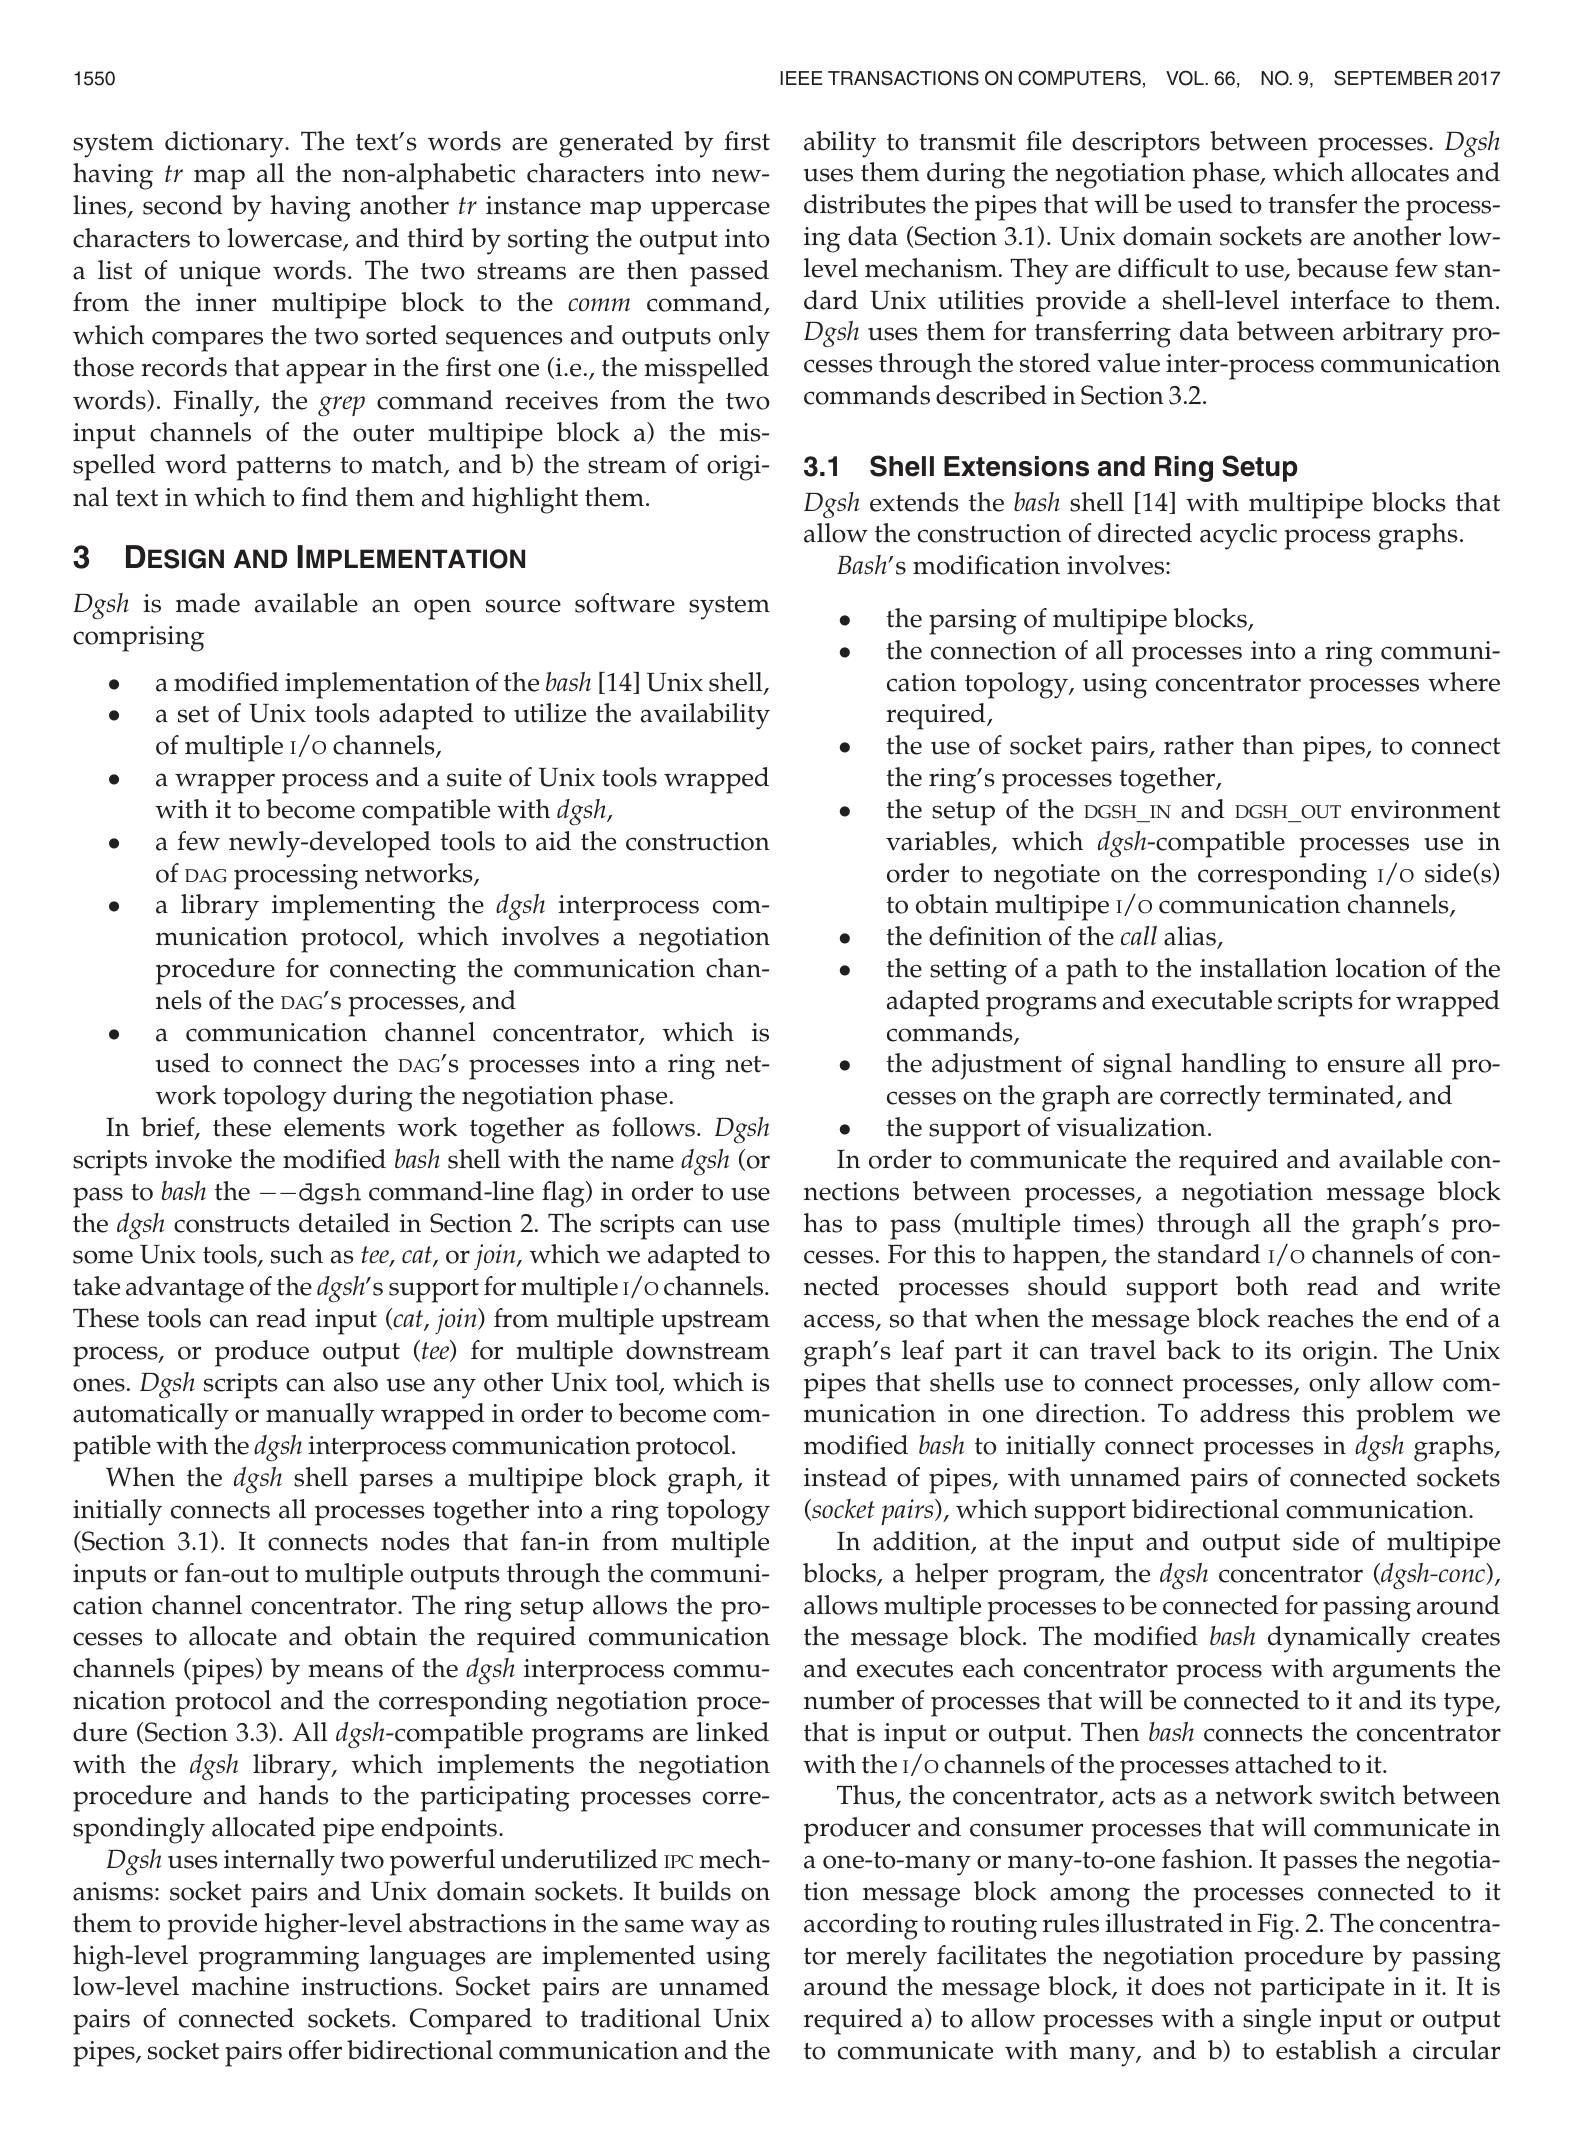 1550
IEEE TRANSACTIONS ON COMPUTERS, VOL. 66, NO. 9, SEPTEMBER 2017
system dictionary. The text's words are generated by first
having tr map all the non-alphabetic characters into new-
lines, second by having another tr instance map uppercase
characters to lowercase, and third by sorting the output into
a list of unique words. The two streams are then passed
from the inner multipipe block to the comm command,
which compares the two sorted sequences and outputs only
those records that appear in the first one (i.e., the misspelled
words). Finally, the grep command receives from the two
input channels of the outer multipipe block a) the mis-
spelled word patterns to match, and b) the stream of origi-
nal text in which to find them and highlight them.
3 DESIGN AND IMPLEMENTATION
Dgsh is made available an open source software system
comprising
• a modified implementation of the bash [14] Unix shell,
• a set of Unix tools adapted to utilize the availability
of multiple I/O channels,
• a wrapper process and a suite of Unix tools wrapped
with it to become compatible with dgsh,
• a few newly-developed tools to aid the construction
of DAG processing networks,
• a library implementing the dgsh interprocess com-
munication protocol, which involves a negotiation
procedure for connecting the communication chan-
nels of the DAG's processes, and
• a communication channel concentrator, which is
used to connect the DAG's processes into a ring net-
work topology during the negotiation phase.
In brief, these elements work together as follows. Dgsh
scripts invoke the modified bash shell with the name dgsh (or
pass to bash the --dgsh command-line flag) in order to use
the dgsh constructs detailed in Section 2. The scripts can use
some Unix tools, such as tee, cat, or join, which we adapted to
take advantage of the dgsh's support for multiple I/O channels.
These tools can read input (cat, join) from multiple upstream
process, or produce output (tee) for multiple downstream
ones. Dgsh scripts can also use any other Unix tool, which is
automatically or manually wrapped in order to become com-
patible with the dgsh interprocess communication protocol.
When the dgsh shell parses a multipipe block graph, it
initially connects all processes together into a ring topology
(Section 3.1). It connects nodes that fan-in from multiple
inputs or fan-out to multiple outputs through the communi-
cation channel concentrator. The ring setup allows the pro-
cesses to allocate and obtain the required communication
channels (pipes) by means of the dgsh interprocess commu-
nication protocol and the corresponding negotiation proce-
dure (Section 3.3). All dgsh-compatible programs are linked
with the dgsh library, which implements the negotiation
procedure and hands to the participating processes corre-
spondingly allocated pipe endpoints.
Dgsh uses internally two powerful underutilized IPC mech-
anisms: socket pairs and Unix domain sockets. It builds on
them to provide higher-level abstractions in the same way as
high-level programming languages are implemented using
low-level machine instructions. Socket pairs are unnamed
pairs of connected sockets. Compared to traditional Unix
pipes, socket pairs offer bidirectional communication and the
ability to transmit file descriptors between processes. Dgsh
uses them during the negotiation phase, which allocates and
distributes the pipes that will be used to transfer the process-
ing data (Section 3.1). Unix domain sockets are another low-
level mechanism. They are difficult to use, because few stan-
dard Unix utilities provide a shell-level interface to them.
Dgsh uses them for transferring data between arbitrary pro-
cesses through the stored value inter-process communication
commands described in Section 3.2.
3.1 Shell Extensions and Ring Setup
Dgsh extends the bash shell [14] with multipipe blocks that
allow the construction of directed acyclic process graphs.
Bash's modification involves:
• the parsing of multipipe blocks,
• the connection of all processes into a ring communi-
cation topology, using concentrator processes where
required,
• the use of socket pairs, rather than pipes, to connect
the ring's processes together,
• the setup of the DGSH_IN and DGSH_OUT environment
variables, which dgsh-compatible processes use in
order to negotiate on the corresponding I/O side(s)
to obtain multipipe I/O communication channels,
• the definition of the call alias,
• the setting of a path to the installation location of the
adapted programs and executable scripts for wrapped
commands,
• the adjustment of signal handling to ensure all pro-
cesses on the graph are correctly terminated, and
• the support of visualization.
In order to communicate the required and available con-
nections between processes, a negotiation message block
has to pass (multiple times) through all the graph's pro-
cesses. For this to happen, the standard I/O channels of con-
nected processes should support both read and write
access, so that when the message block reaches the end of a
graph's leaf part it can travel back to its origin. The Unix
pipes that shells use to connect processes, only allow com-
munication in one direction. To address this problem we
modified bash to initially connect processes in dgsh graphs,
instead of pipes, with unnamed pairs of connected sockets
(socket pairs), which support bidirectional communication.
In addition, at the input and output side of multipipe
blocks, a helper program, the dgsh concentrator (dgsh-conc),
allows multiple processes to be connected for passing around
the message block. The modified bash dynamically creates
and executes each concentrator process with arguments the
number of processes that will be connected to it and its type,
that is input or output. Then bash connects the concentrator
with the I/O channels of the processes attached to it.
Thus, the concentrator, acts as a network switch between
producer and consumer processes that will communicate in
a one-to-many or many-to-one fashion. It passes the negotia-
tion message block among the processes connected to it
according to routing rules illustrated in Fig. 2. The concentra-
tor merely facilitates the negotiation procedure by passing
around the message block, it does not participate in it. It is
required a) to allow processes with a single input or output
to communicate with many, and b) to establish a circular